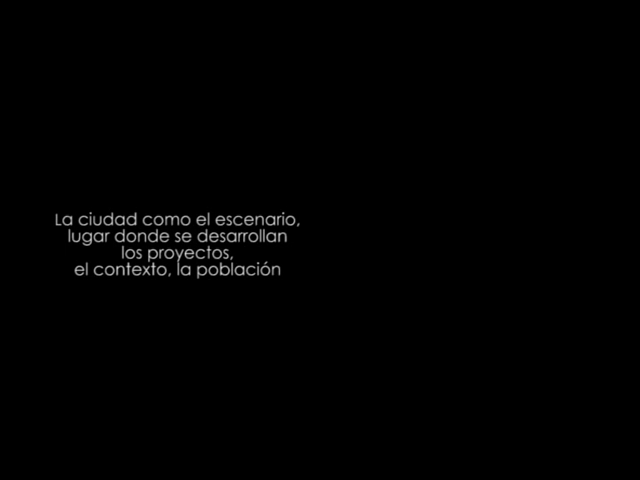 La ciudad como el escenario,
lugar donde se desarrollan
los proyectos,
el contexto, la población